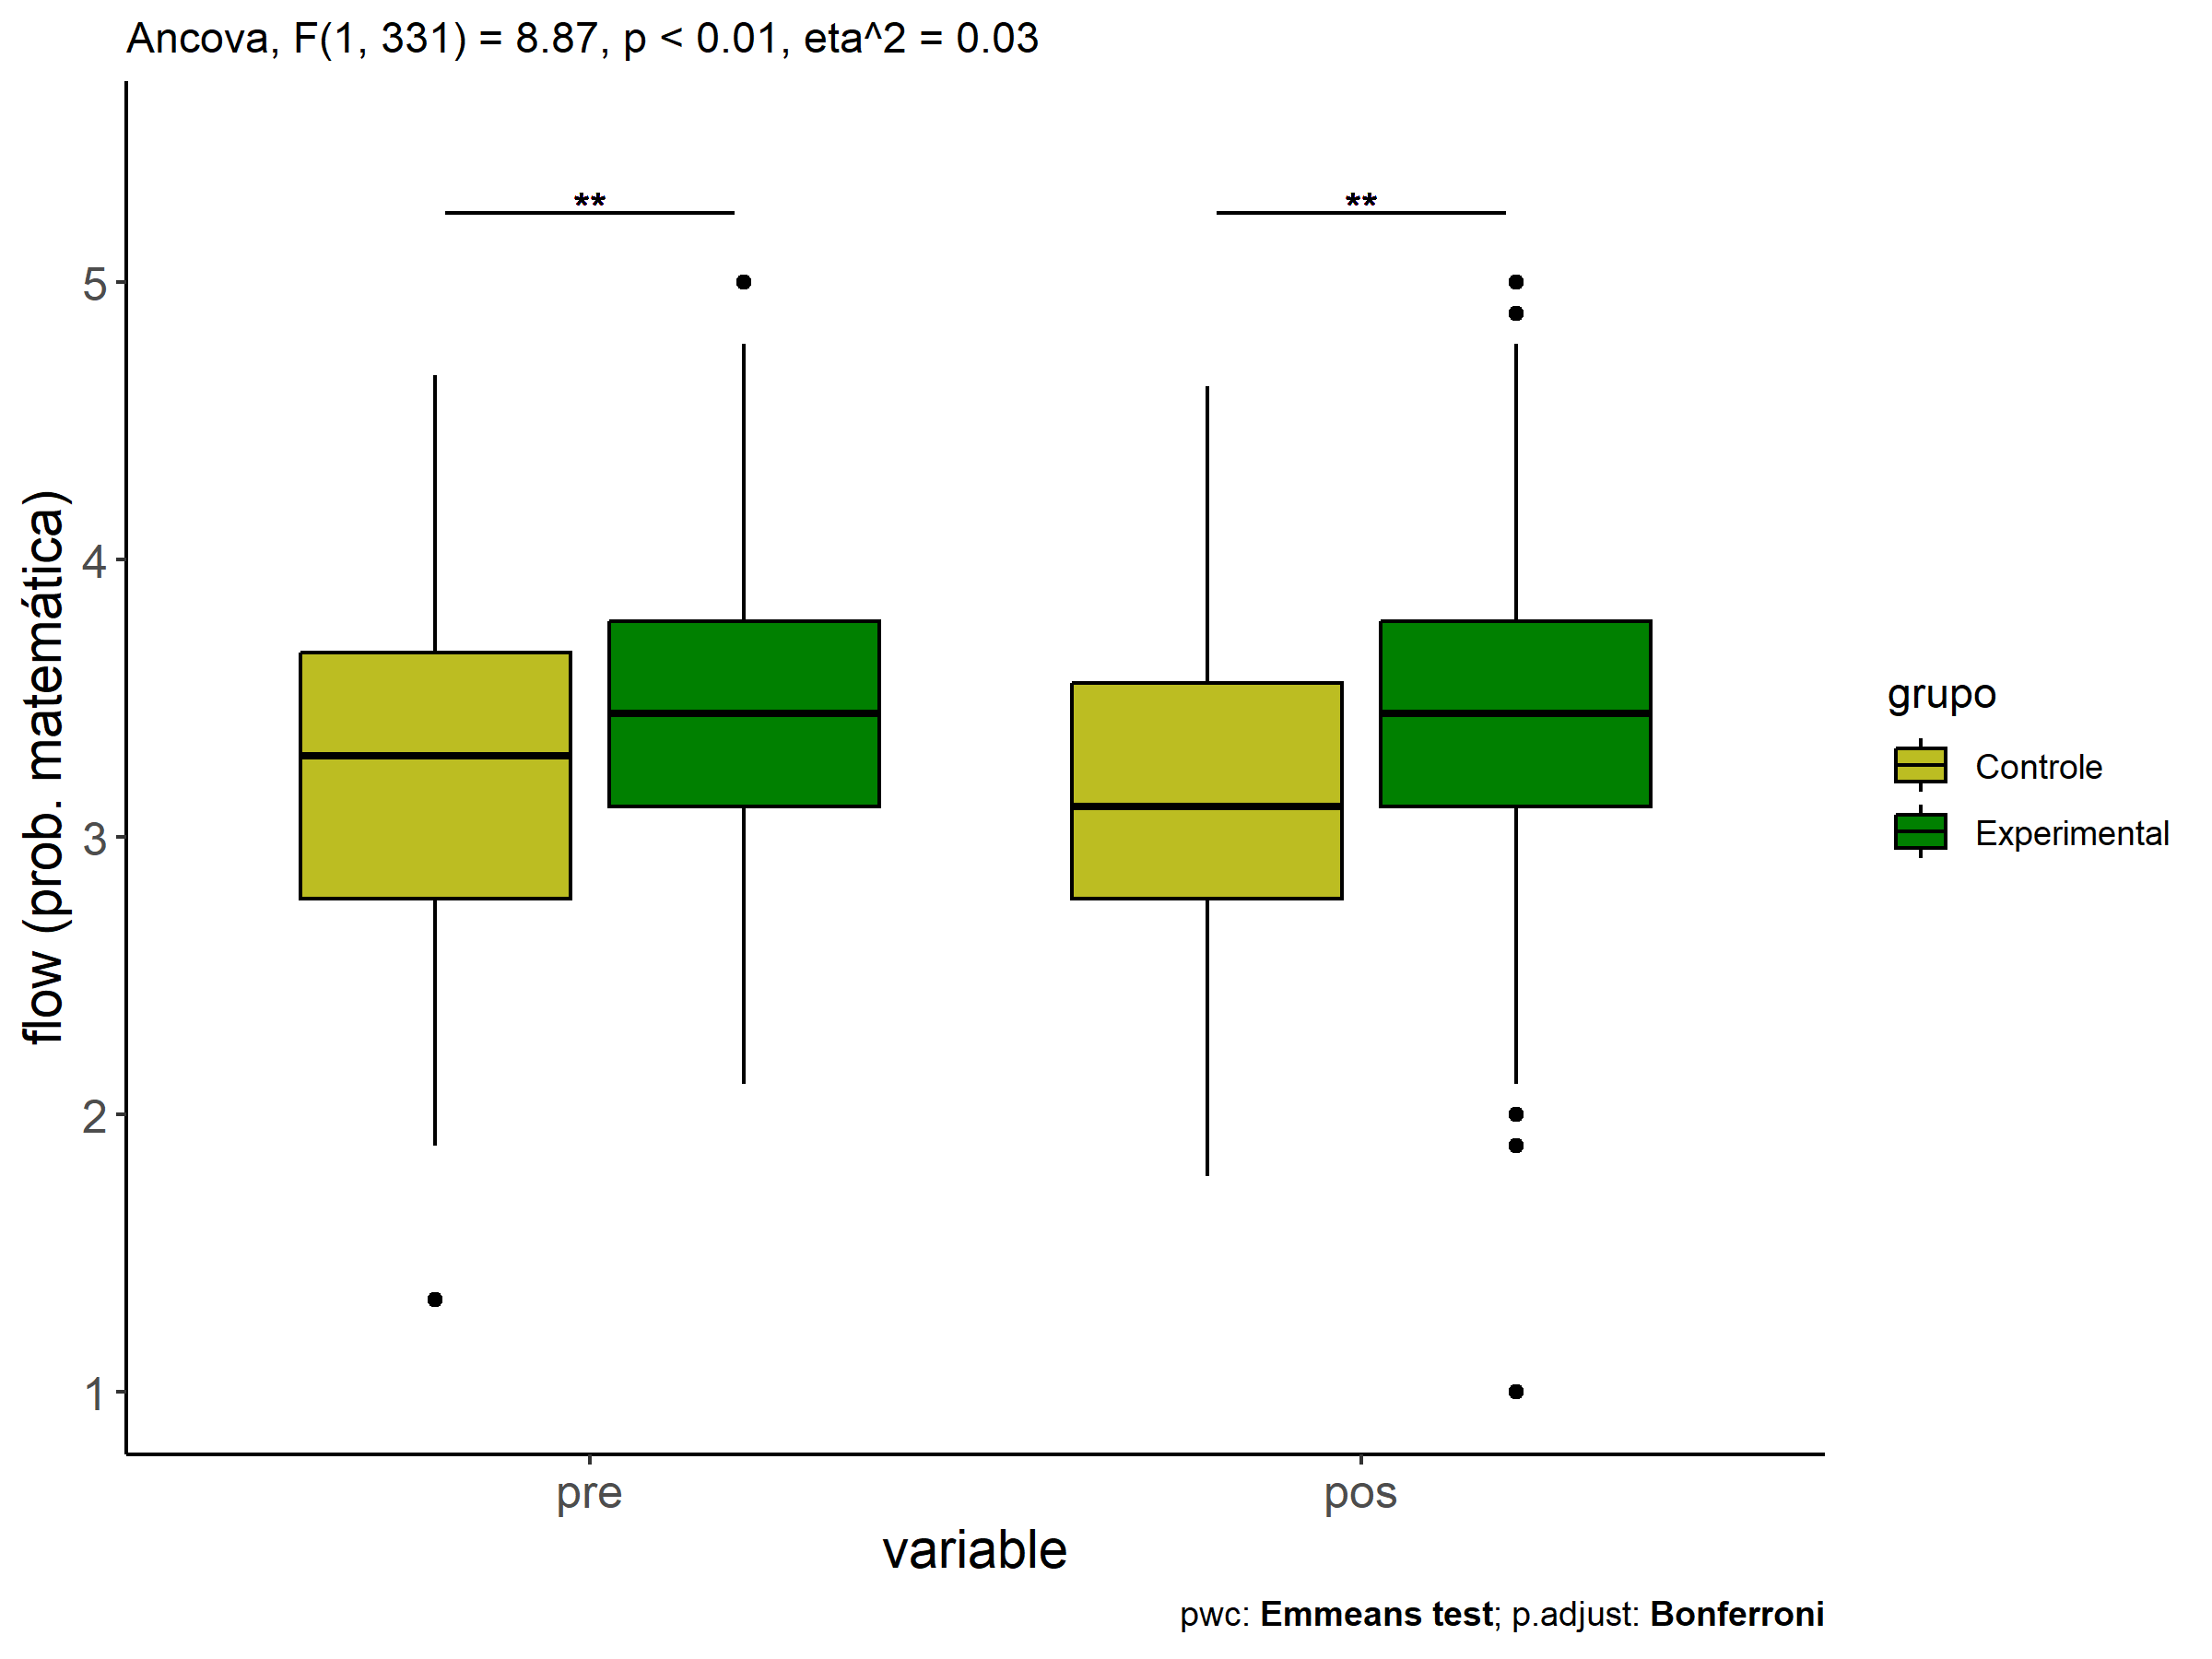 Ancova, F(1, 331) = 8.87, p < 0.01, eta^2 = 0.03
flow (prob. matemática)
5
4
3
2
1
**
**
pre
pos
variable
grupo
Controle
Experimental
pwc: Emmeans test; p.adjust: Bonferroni